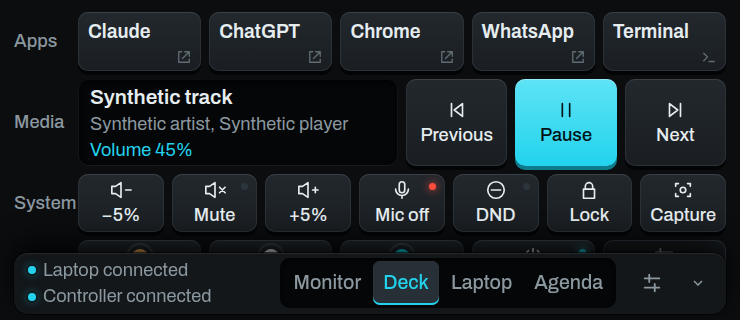 Apps
Claude
ChatGPT
Chrome
WhatsApp
Terminal
Media
Synthetic track
Synthetic artist, Synthetic player
Volume 45%
Previous
Pause
Next
System
−5%
Mute
+5%
Mic off
DND
Lock
Capture
Laptop connected
Controller connected
Monitor
Deck
Laptop
Agenda